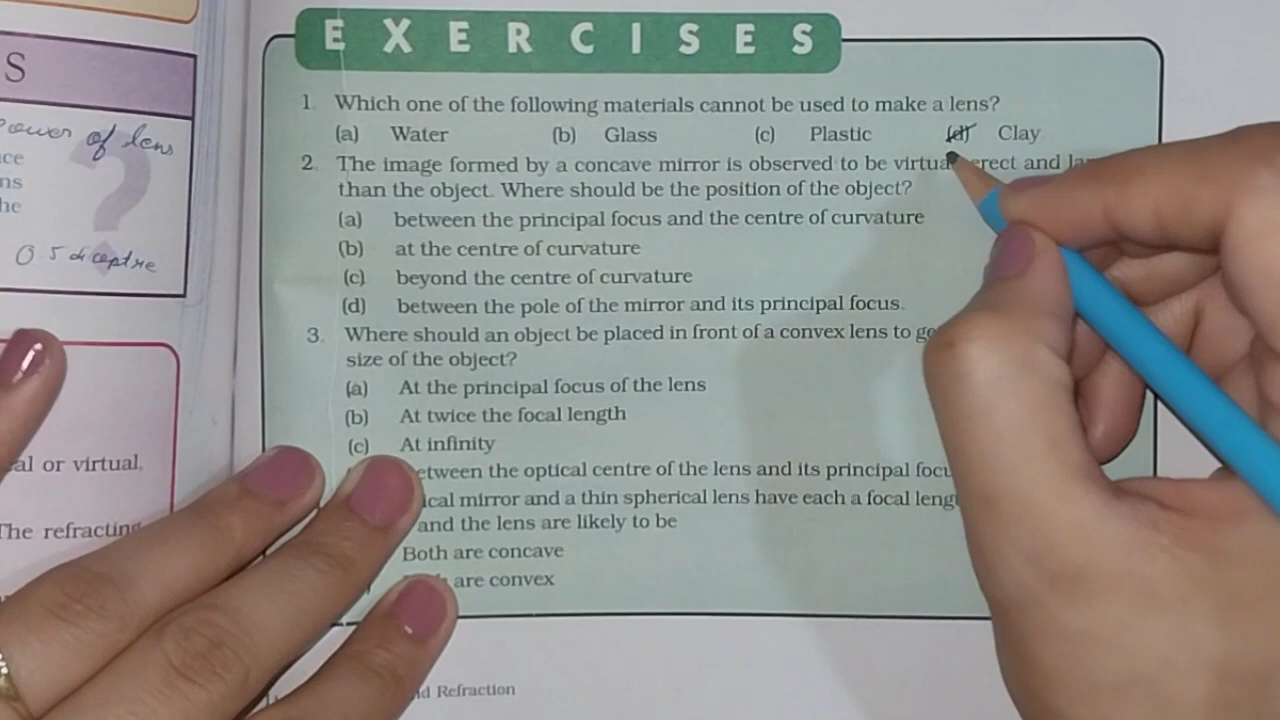 S
Power of lens
ce
ns
he
0 5 dioptre
al or virtual,
The refracting
EXERCISES
1. Which one of the following materials cannot be used to make a lens?
(a) Water (b) Glass (c) Plastic (d) Clay
2. The image formed by a concave mirror is observed to be virtual erect and
than the object. Where should be the position of the object?
(a) between the principal focus and the centre of curvature
(b) at the centre of curvature
(c) beyond the centre of curvature
(d) between the pole of the mirror and its principal focus.
3. Where should an object be placed in front of a convex lens to
size of the object?
(a) At the principal focus of the lens
(b) At twice the focal length
(c) At infinity
etween the optical centre of the lens and its principal
ical mirror and a thin spherical lens have each a focal
and the lens are likely to be
Both are concave
are convex
Refraction